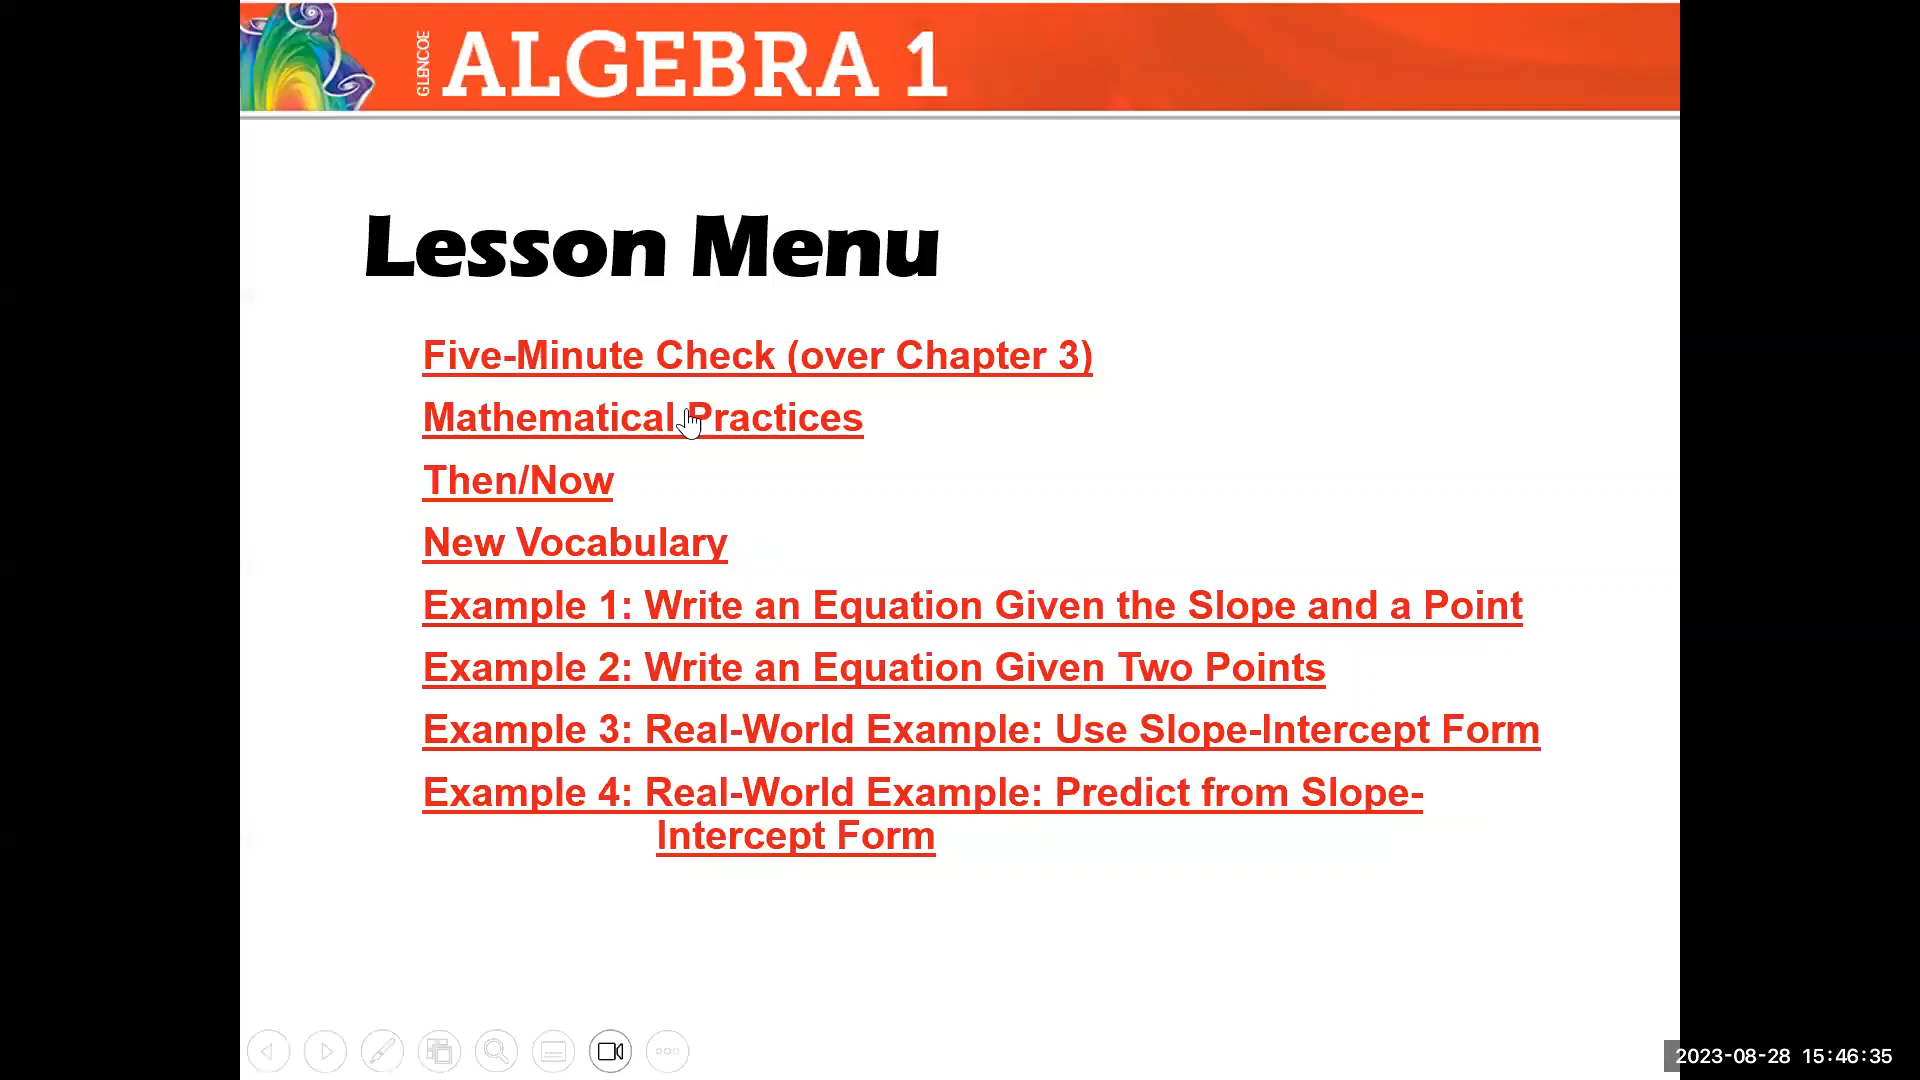 GLENCOE
ALGEBRA 1
Lesson Menu
Five-Minute Check (over Chapter 3)
Mathematical Practices
Then/Now
New Vocabulary
Example 1: Write an Equation Given the Slope and a Point
Example 2: Write an Equation Given Two Points
Example 3: Real-World Example: Use Slope-Intercept Form
Example 4: Real-World Example: Predict from Slope-
Intercept Form
2023-08-28 15:46:35